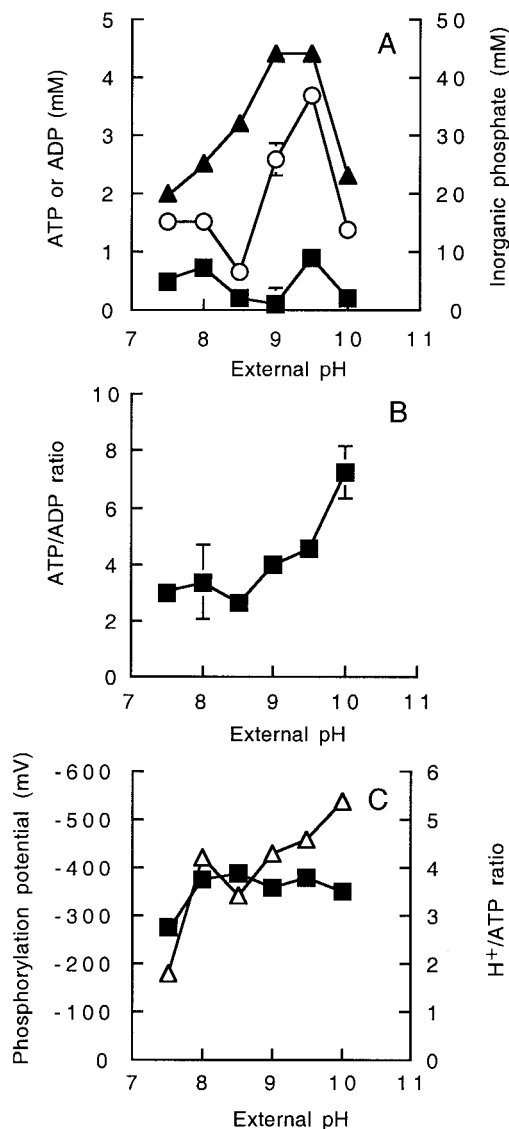 A
5
4
3
2
1
0
ATP or ADP (mM)
50
40
30
20
10
0
Inorganic phosphate (mM)
7 8 9 10 11
External pH
B
10
8
6
4
2
0
ATP/ADP ratio
7 8 9 10 11
External pH
C
-600
-500
-400
-300
-200
-100
0
Phosphorylation potential (mV)
6
5
4
3
2
1
0
H+/ATP ratio
7 8 9 10 11
External pH